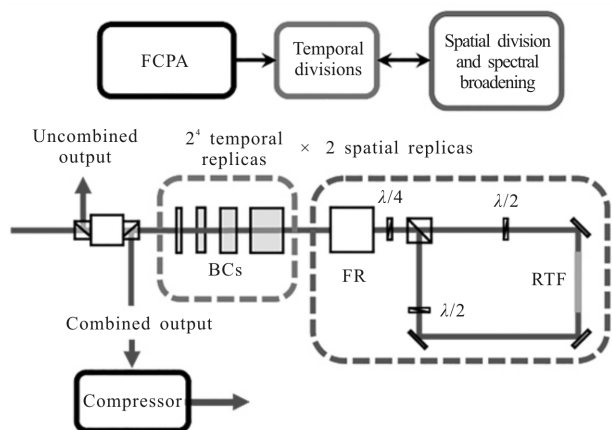 FCPA
Temporal
divisions
Spatial division
and spectral
broadening
Uncombined
output
2⁴ temporal
replicas
× 2 spatial replicas
λ/4
λ/2
BCs
FR
RTF
λ/2
Combined output
Compressor